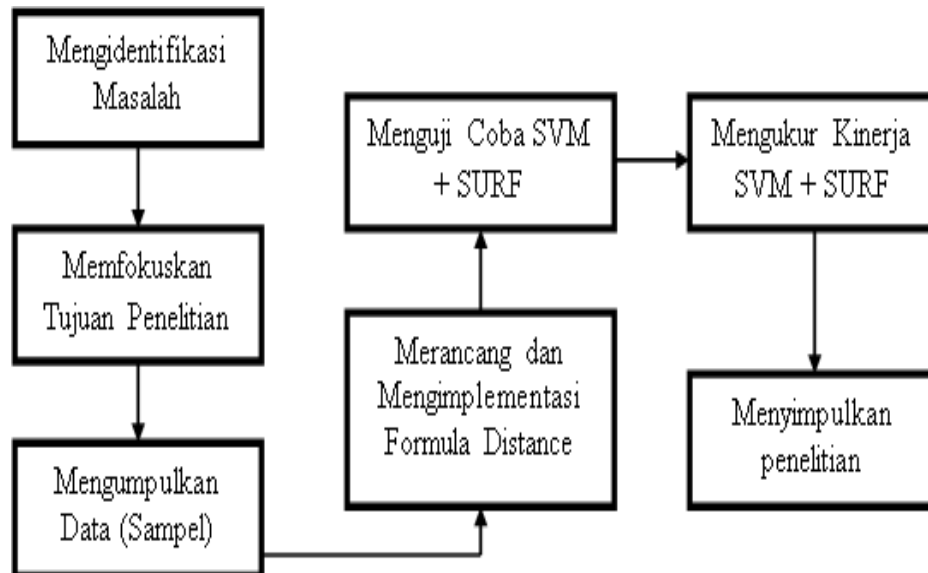 Mengidentifikasi
Masalah
Memfokuskan
Tujuan Penelitian
Mengumpulkan
Data (Sampel)
Merancang dan
Mengimplementasi
Formula Distance
Menguji Coba SVM
+ SURF
Mengukur Kinerja
SVM + SURF
Menyimpulkan
penelitian